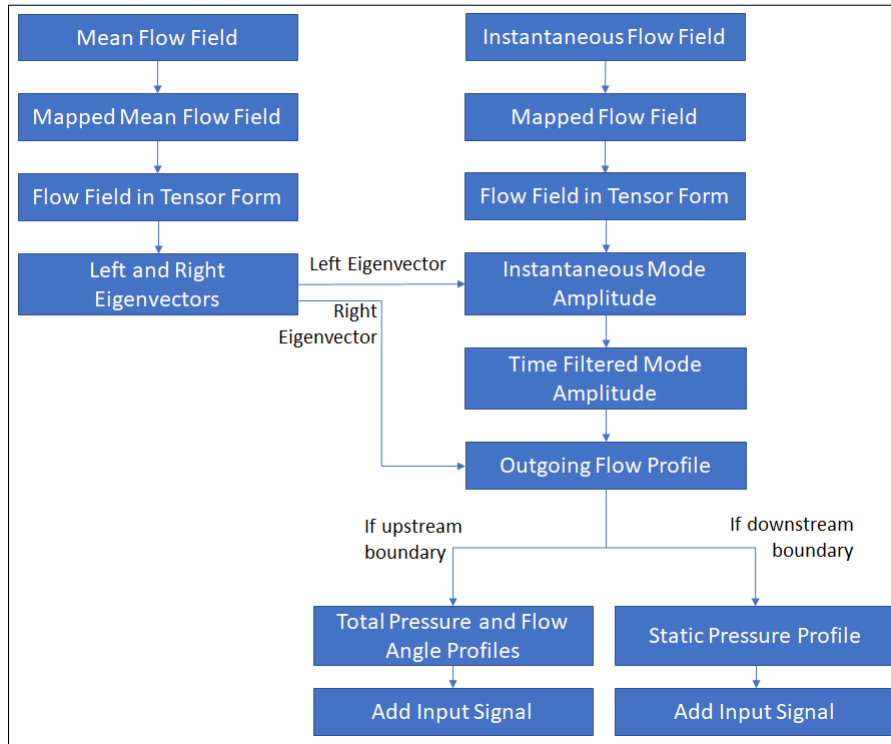 Mean Flow Field
Instantaneous Flow Field
Mapped Mean Flow Field
Mapped Flow Field
Flow Field in Tensor Form
Flow Field in Tensor Form
Left and Right
Eigenvectors
Left Eigenvector
Right
Eigenvector
Instantaneous Mode
Amplitude
Time Filtered Mode
Amplitude
Outgoing Flow Profile
If upstream
boundary
If downstream
boundary
Total Pressure and Flow
Angle Profiles
Static Pressure Profile
Add Input Signal
Add Input Signal